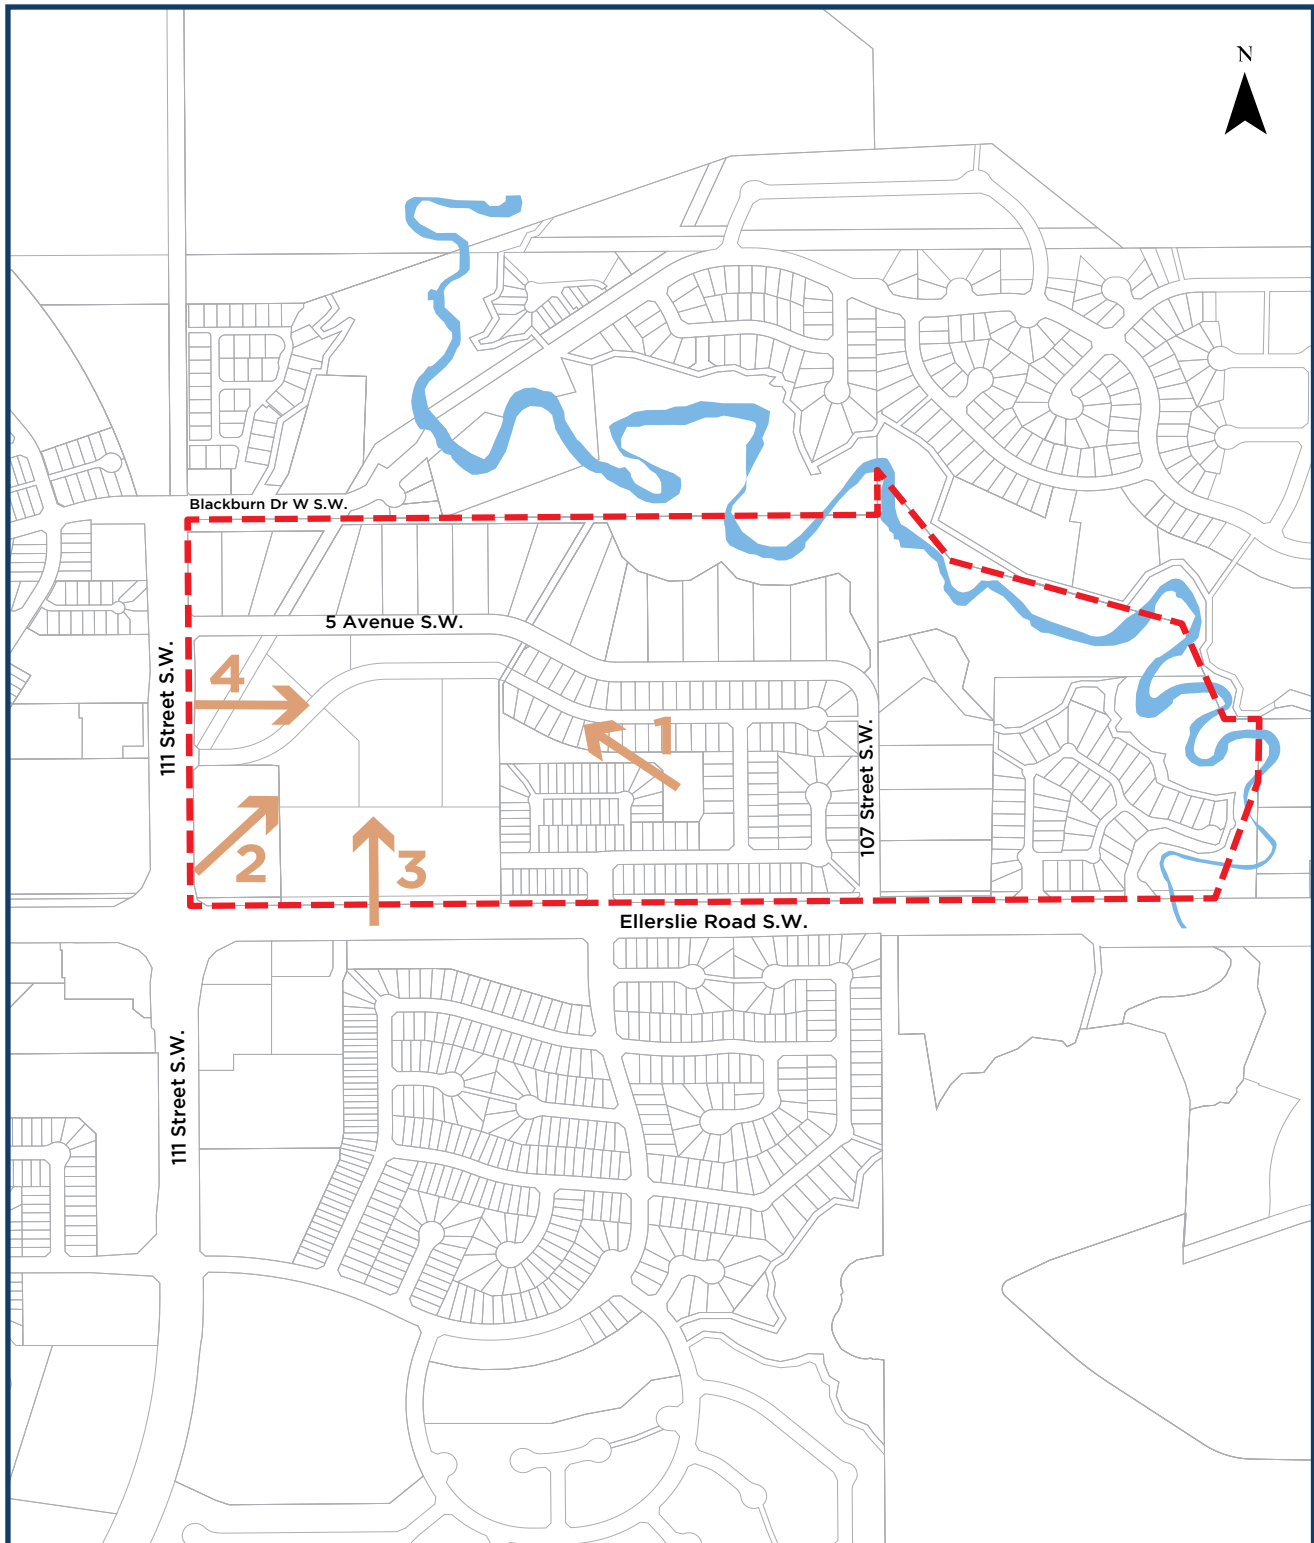 N
Blackburn Dr W S.W.
5 Avenue S.W.
111 Street S.W.
4
1
107 Street S.W.
2
3
Ellerslie Road S.W.
111 Street S.W.